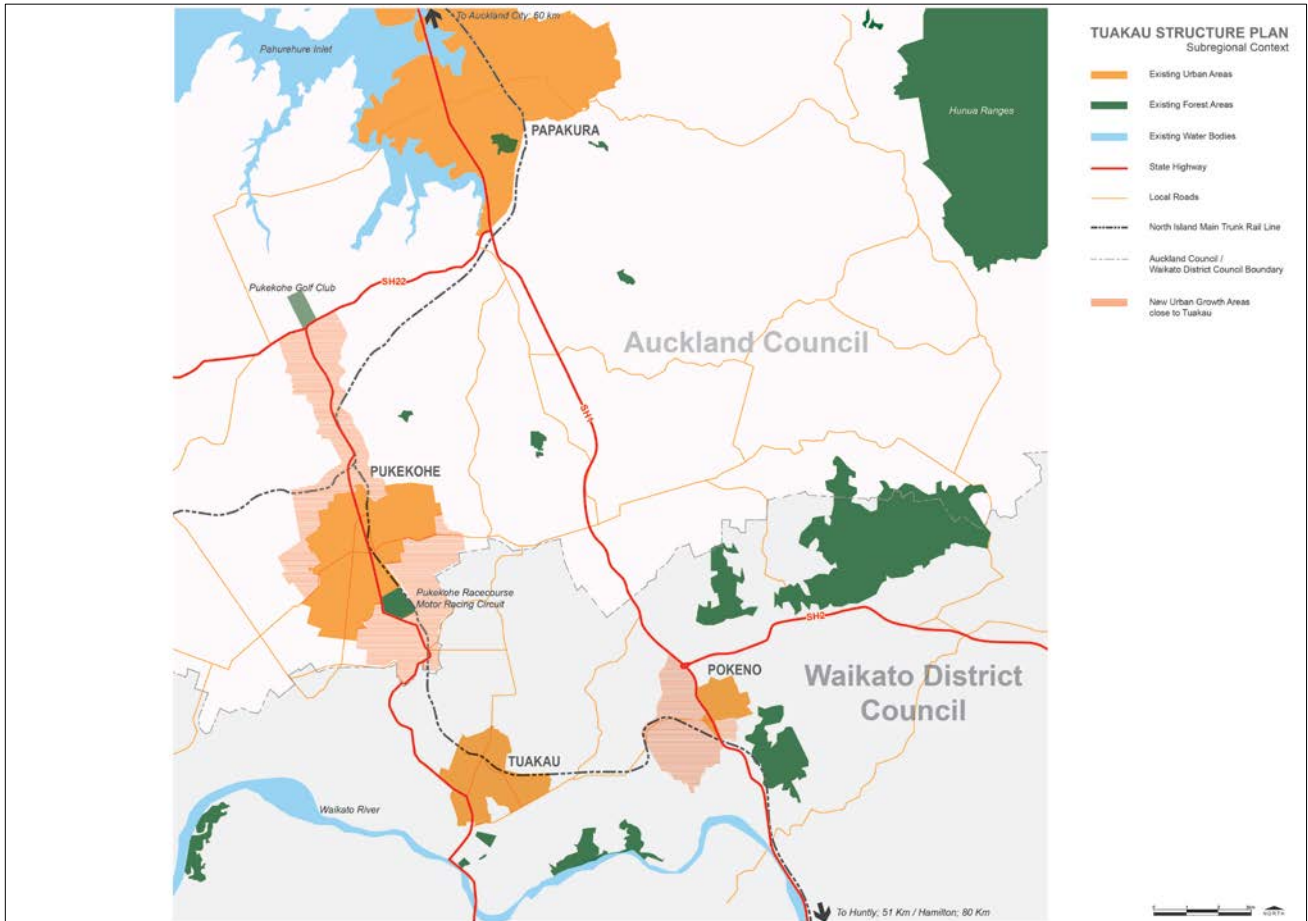 To Auckland City; 60 km
Pahurehure Inlet
PAPAKURA
Hunua Ranges
SH22
Pukekohe Golf Club
Auckland Council
SH1
PUKEKOHE
Pukekohe Racecourse
Motor Racing Circuit
SH2
POKENO
Waikato District
Council
TUAKAU
Waikato River
To Huntly; 51 Km / Hamilton; 80 Km
TUAKAU STRUCTURE PLAN
Subregional Context
Existing Urban Areas
Existing Forest Areas
Existing Water Bodies
State Highway
Local Roads
North Island Main Trunk Rail Line
Auckland Council /
Waikato District Council Boundary
New Urban Growth Areas
close to Tuakau
NORTH